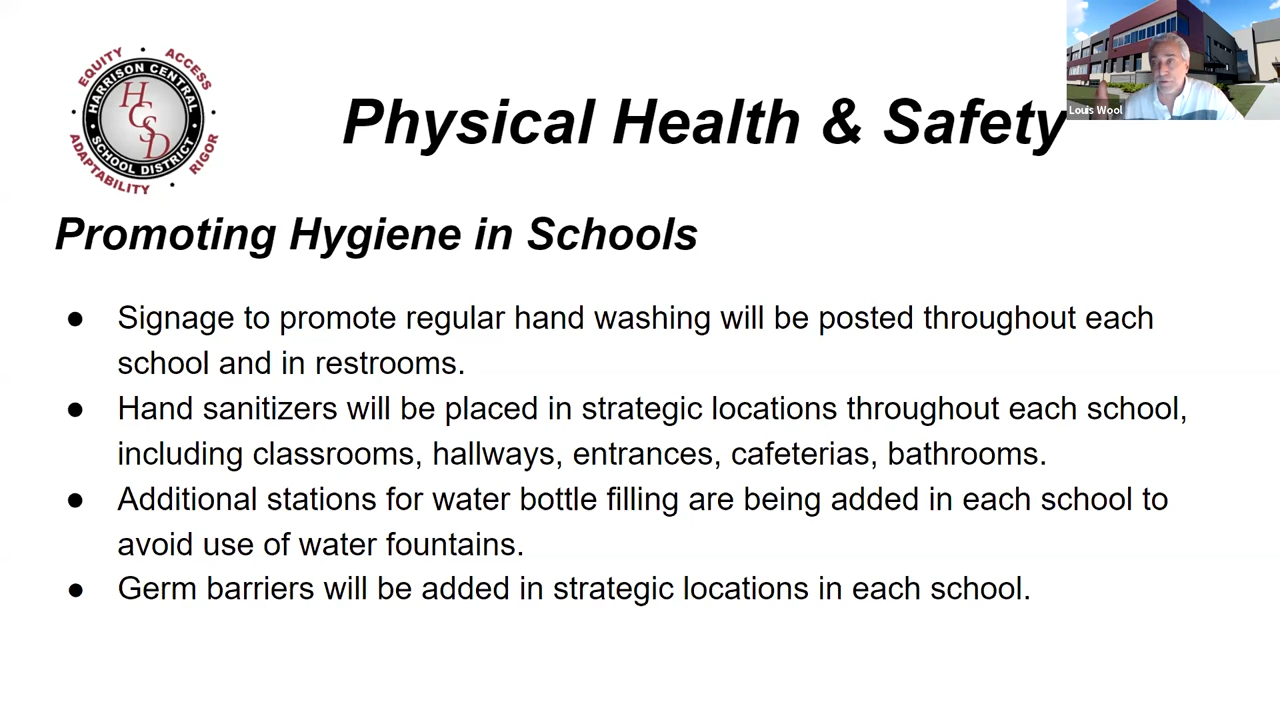 EQUITY • ACCESS
HARRISON CENTRAL
HCSD
• SCHOOL DISTRICT •
ADAPTABILITY • RIGOR
Physical Health & Safety
Louis Wool
Promoting Hygiene in Schools
● Signage to promote regular hand washing will be posted throughout each
school and in restrooms.
● Hand sanitizers will be placed in strategic locations throughout each school,
including classrooms, hallways, entrances, cafeterias, bathrooms.
● Additional stations for water bottle filling are being added in each school to
avoid use of water fountains.
● Germ barriers will be added in strategic locations in each school.